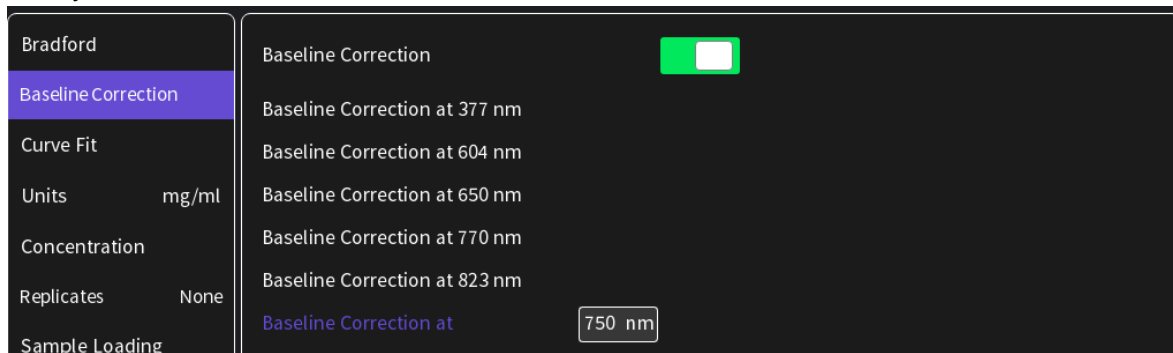 Bradford
Baseline Correction
Curve Fit
Units mg/ml
Concentration
Replicates None
Sample Loading
Baseline Correction
Baseline Correction at 377 nm
Baseline Correction at 604 nm
Baseline Correction at 650 nm
Baseline Correction at 770 nm
Baseline Correction at 823 nm
Baseline Correction at 750 nm